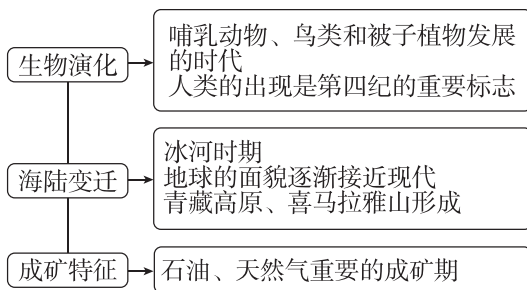 生物演化
哺乳动物、鸟类和被子植物发展
的时代
人类的出现是第四纪的重要标志
海陆变迁
冰河时期
地球的面貌逐渐接近现代
青藏高原、喜马拉雅山形成
成矿特征
石油、天然气重要的成矿期